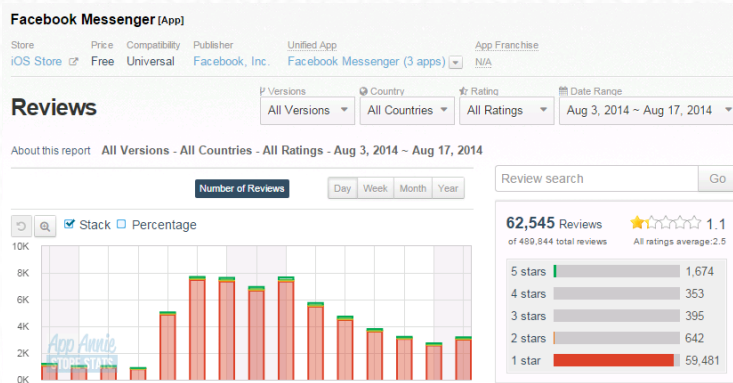 Facebook Messenger [App]
Store Price Compatibility Publisher Unified App App Franchise
iOS Store Free Universal Facebook, Inc. Facebook Messenger (3 apps) N/A
Versions Country Rating Date Range
Reviews All Versions All Countries All Ratings Aug 3, 2014 ~ Aug 17, 2014
About this report All Versions - All Countries - All Ratings - Aug 3, 2014 ~ Aug 17, 2014
Number of Reviews Day Week Month Year
Review search Go
Stack Percentage
62,545 Reviews 1.1
of 489,844 total reviews All ratings average:2.5
10K
8K
6K
4K
2K
0K
App Annie
STORE STATS
5 stars 1,674
4 stars 353
3 stars 395
2 stars 642
1 star 59,481